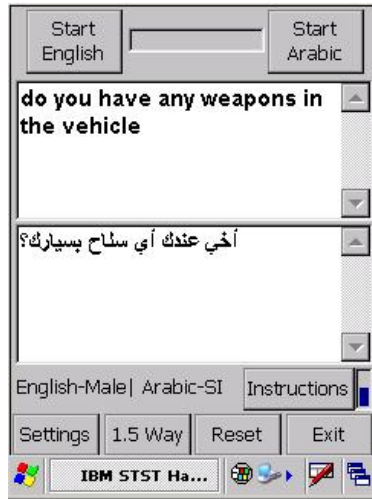 Start English
Start Arabic
do you have any weapons in
the vehicle
أخي عندك أي سلاح بسيارك؟
English-Male| Arabic-SI
Instructions
Settings
1.5 Way
Reset
Exit
IBM STST Ha...